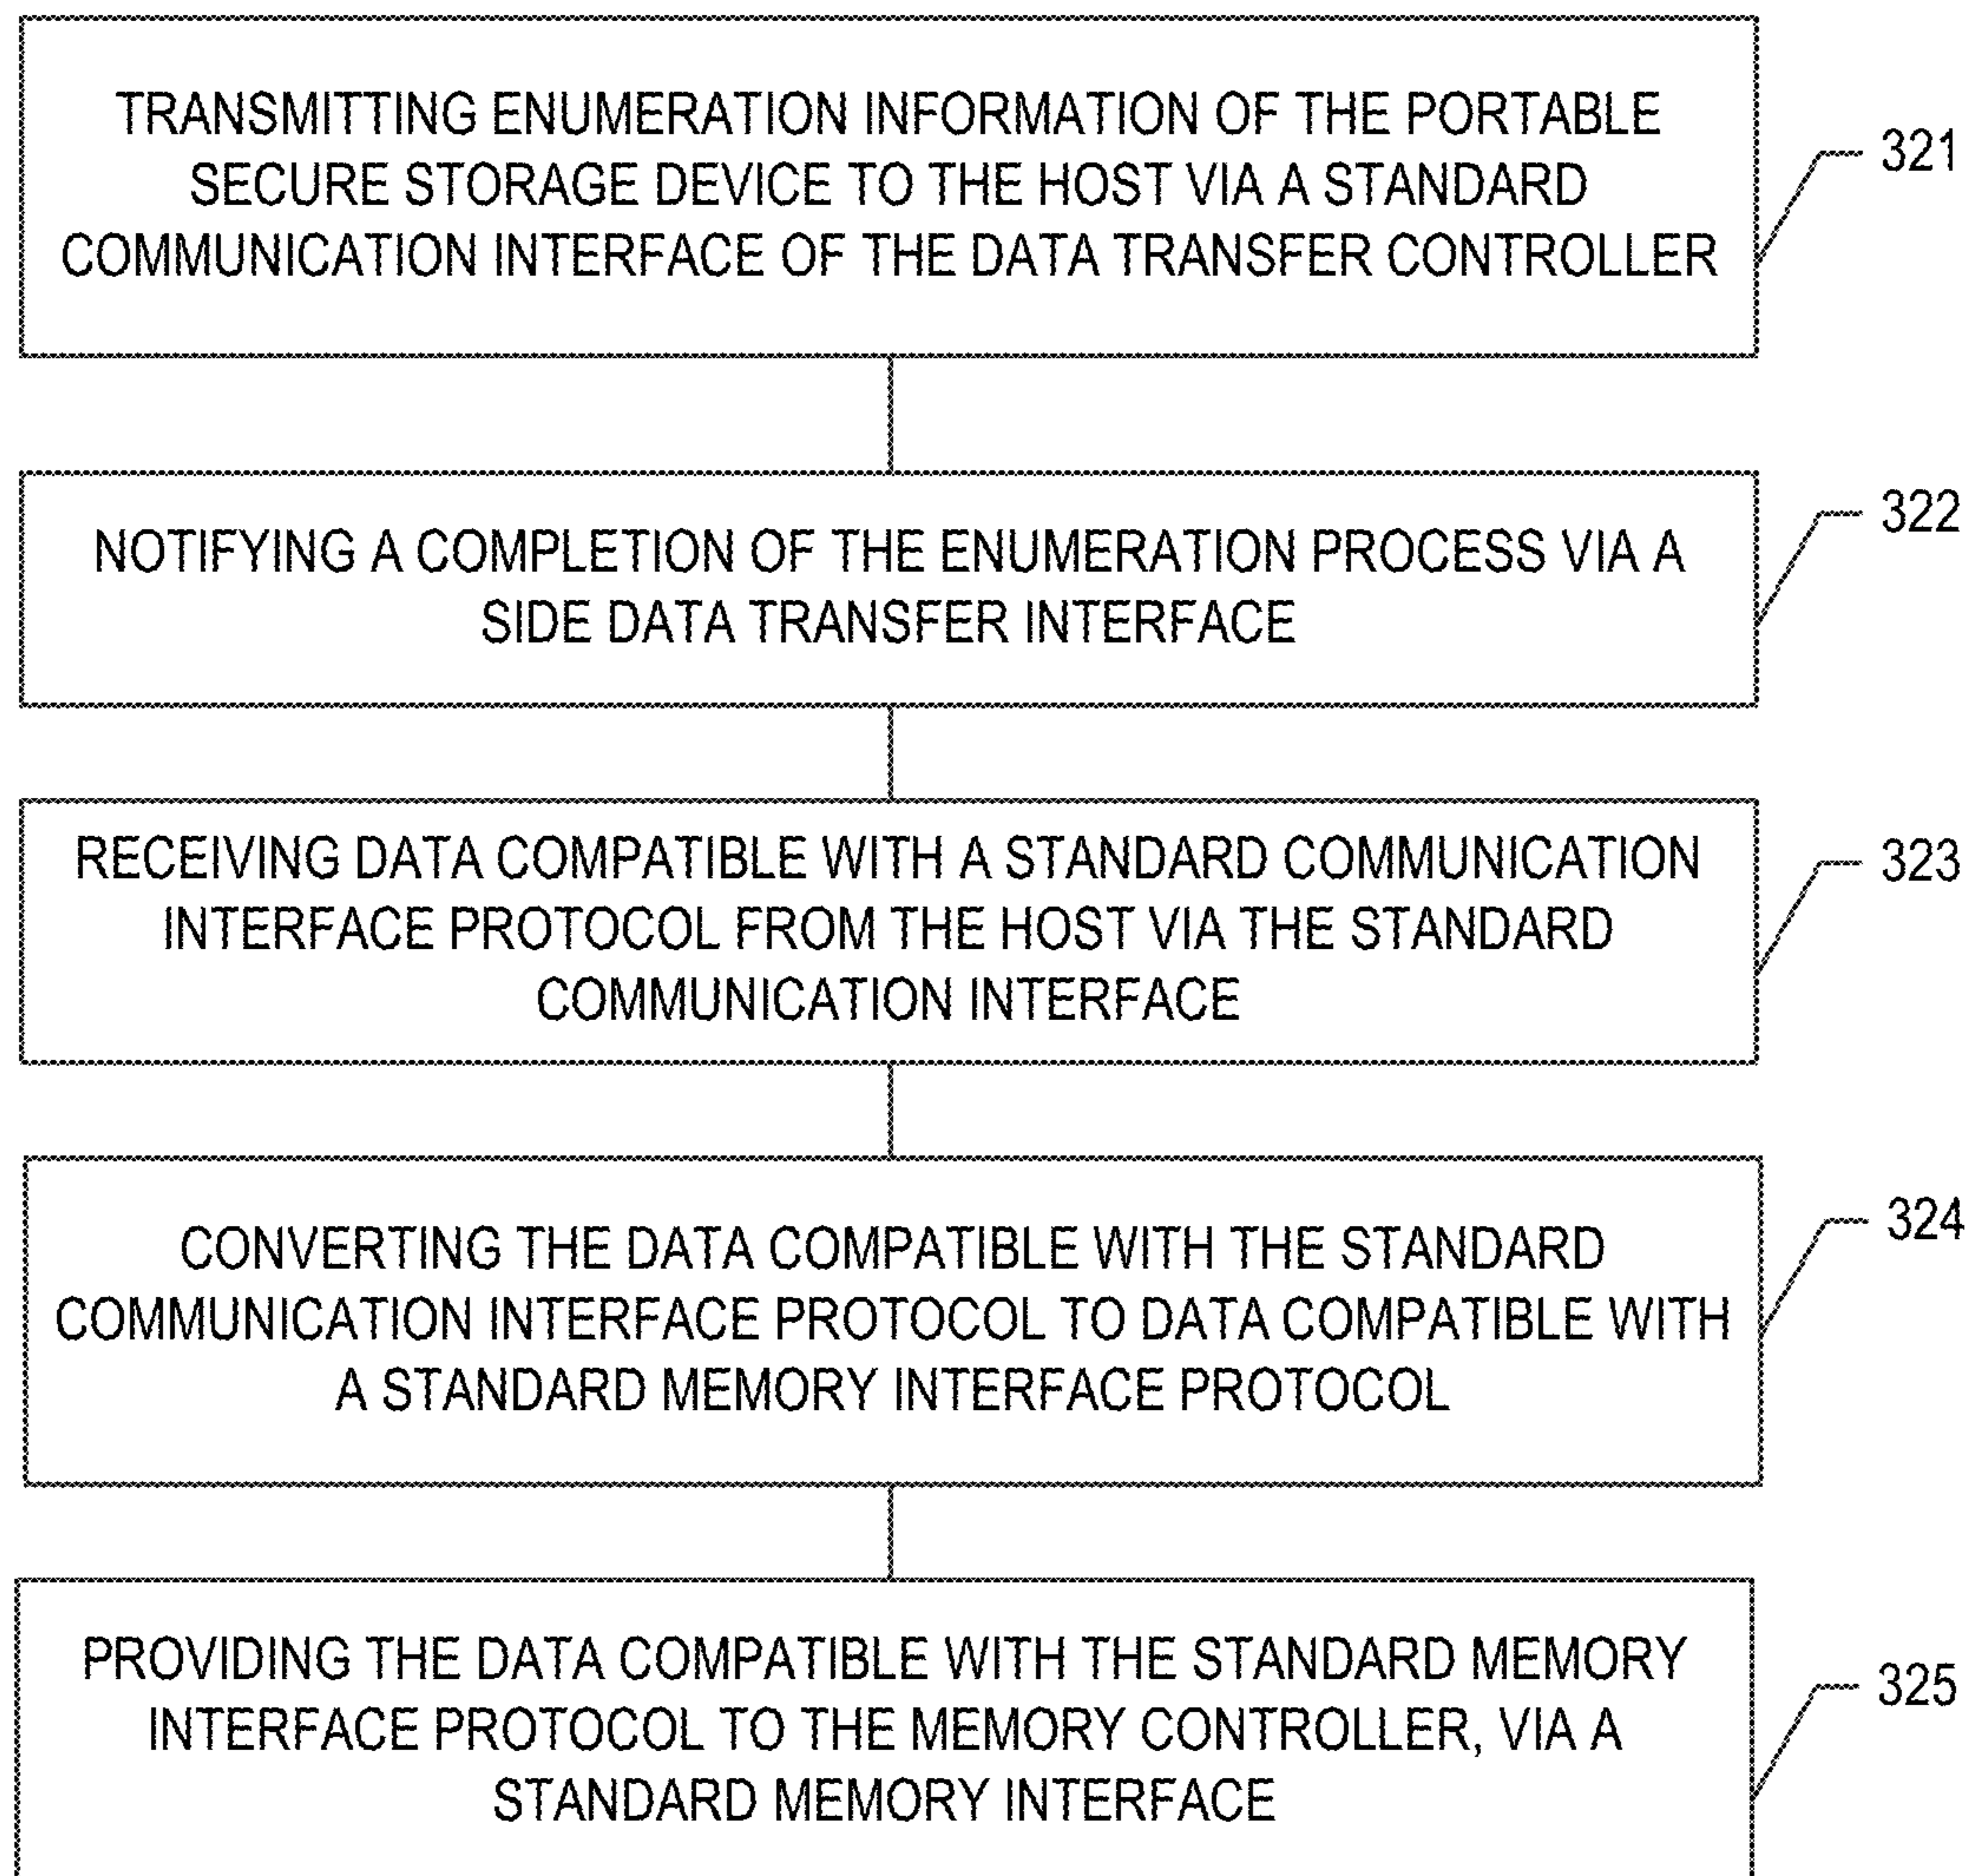 TRANSMITTING ENUMERATION INFORMATION OF THE PORTABLE
SECURE STORAGE DEVICE TO THE HOST VIA A STANDARD
COMMUNICATION INTERFACE OF THE DATA TRANSFER CONTROLLER
321
NOTIFYING A COMPLETION OF THE ENUMERATION PROCESS VIA A
SIDE DATA TRANSFER INTERFACE
322
RECEIVING DATA COMPATIBLE WITH A STANDARD COMMUNICATION
INTERFACE PROTOCOL FROM THE HOST VIA THE STANDARD
COMMUNICATION INTERFACE
323
CONVERTING THE DATA COMPATIBLE WITH THE STANDARD
COMMUNICATION INTERFACE PROTOCOL TO DATA COMPATIBLE WITH
A STANDARD MEMORY INTERFACE PROTOCOL
324
PROVIDING THE DATA COMPATIBLE WITH THE STANDARD MEMORY
INTERFACE PROTOCOL TO THE MEMORY CONTROLLER, VIA A
STANDARD MEMORY INTERFACE
325